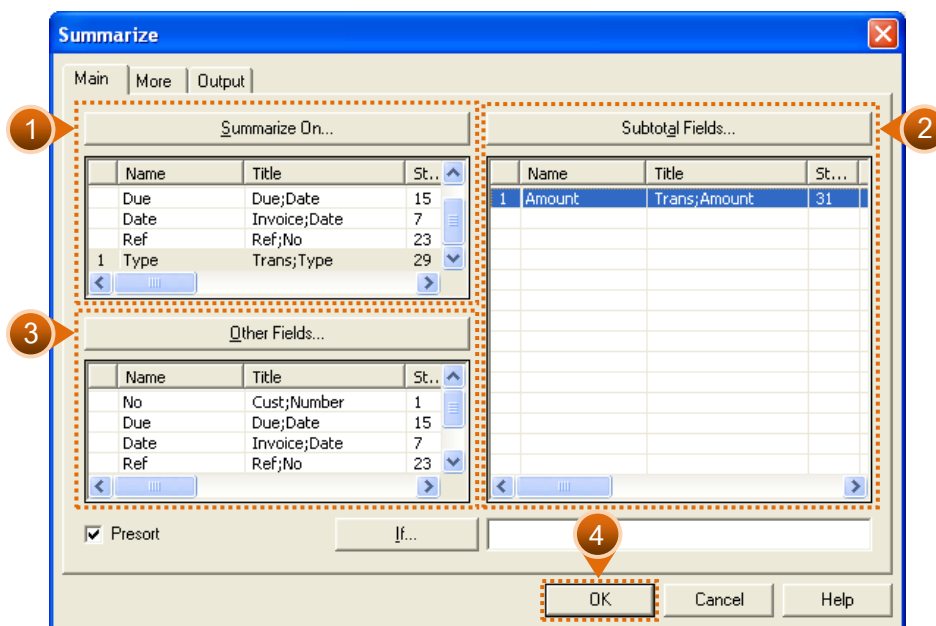 Summarize
Main More Output
1
Summarize On...
Name Title St..
Due Due;Date 15
Date Invoice;Date 7
Ref Ref;No 23
1 Type Trans;Type 29
3
Other Fields...
Name Title St..
No Cust;Number 1
Due Due;Date 15
Date Invoice;Date 7
Ref Ref;No 23
Subtotal Fields...
2
Name Title St...
1 Amount Trans;Amount 31
Presort If...
4
OK Cancel Help